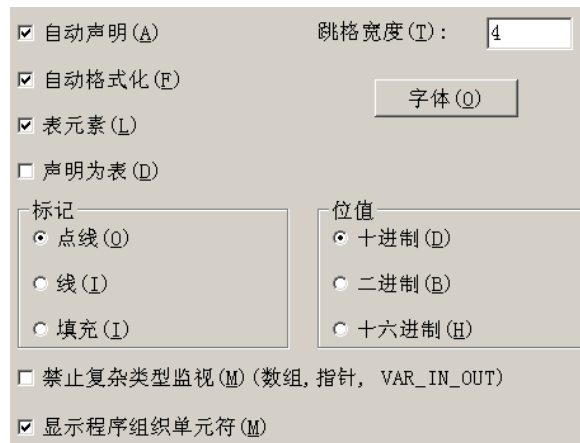 自动声明(A)
跳格宽度(T): 4
自动格式化(F)
字体(O)
表元素(L)
声明为表(D)
标记
点线(O)
线(I)
填充(I)
位值
十进制(D)
二进制(B)
十六进制(H)
禁止复杂类型监视(M)(数组,指针, VAR_IN_OUT)
显示程序组织单元符(M)